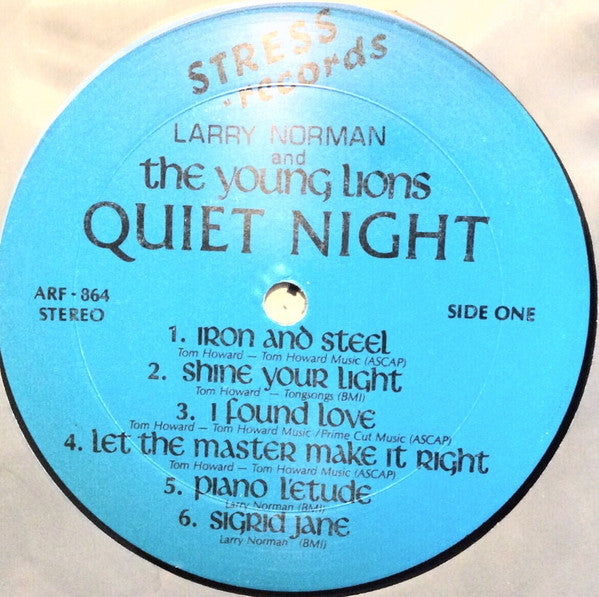 STRESS
records
LARRY NORMAN
and
the young lions
QUIET NIGHT
ARF - 864
STEREO
SIDE ONE
1. iron and steel
Tom Howard — Tom Howard Music (ASCAP)
2. shine your light
Tom Howard — Tongsongs (BMI)
3. I found love
Tom Howard — Tom Howard Music / Prime Cut Music (ASCAP)
4. let the master make it right
Tom Howard — Tom Howard Music (ASCAP)
5. piano l'etude
Larry Norman (BMI)
6. sigrid jane
Larry Norman (BMI)